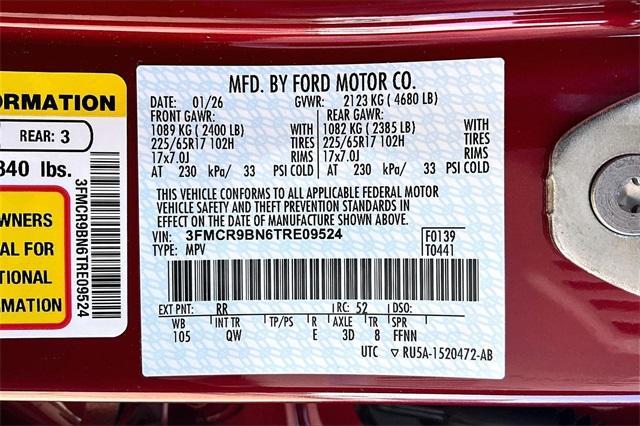 ORMATION
REAR: 3
840 lbs.
3FMCR9BN6TRE09524
WNERS
AL FOR
TIONAL
MATION
MFD. BY FORD MOTOR CO.
DATE: 01/26 GVWR: 2123 KG ( 4680 LB)
FRONT GAWR: REAR GAWR:
1089 KG ( 2400 LB) WITH 1082 KG ( 2385 LB) WITH
225/65R17 102H TIRES 225/65R17 102H TIRES
17x7.0J RIMS 17x7.0J RIMS
AT 230 kPa/ 33 PSI COLD AT 230 kPa/ 33 PSI COLD
THIS VEHICLE CONFORMS TO ALL APPLICABLE FEDERAL MOTOR
VEHICLE SAFETY AND THEFT PREVENTION STANDARDS IN
EFFECT ON THE DATE OF MANUFACTURE SHOWN ABOVE.
VIN: 3FMCR9BN6TRE09524 F0139
TYPE: MPV T0441
EXT PNT: RR RC: 52 DSO:
WB INT TR TP/PS R AXLE TR SPR
105 QW E 3D 8 FFNN
UTC ▽ RU5A-1520472-AB